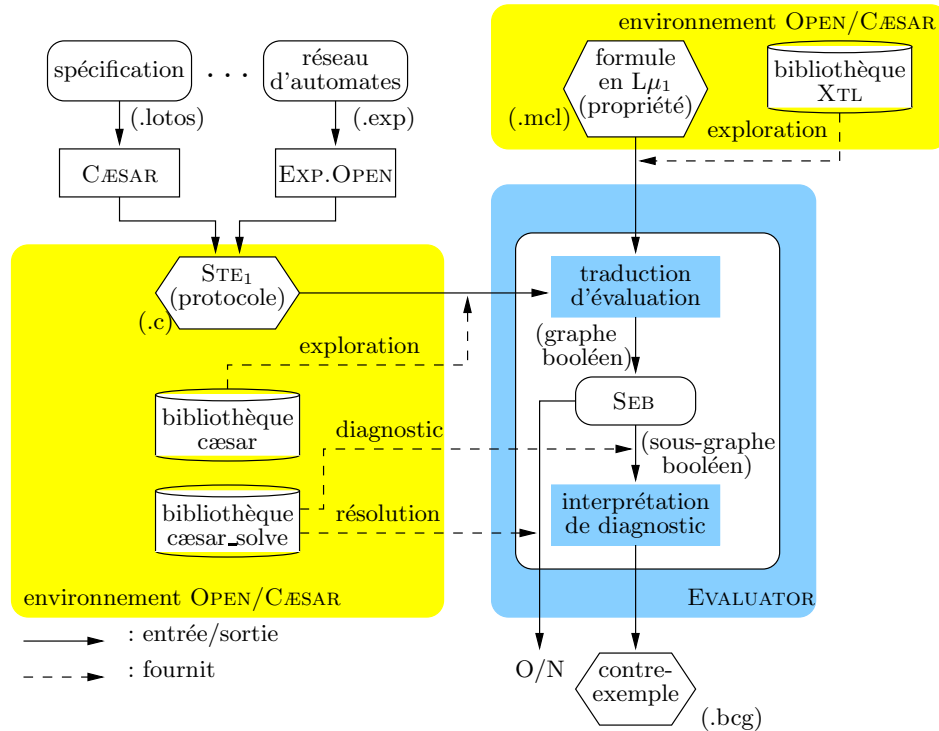 environnement OPEN/CÆSAR
spécification
. . .
réseau
d'automates
formule
en Lμ1
(propriété)
bibliothèque
XTL
(.lotos)
(.exp)
(.mcl)
exploration
CÆSAR
EXP.OPEN
STE1
(protocole)
(.c)
traduction
d'évaluation
exploration
(graphe
booléen)
SEB
bibliothèque
cæsar
diagnostic
(sous-graphe
booléen)
bibliothèque
cæsar_solve
résolution
interprétation
de diagnostic
environnement OPEN/CÆSAR
EVALUATOR
: entrée/sortie
: fournit
O/N
contre-
exemple
(.bcg)